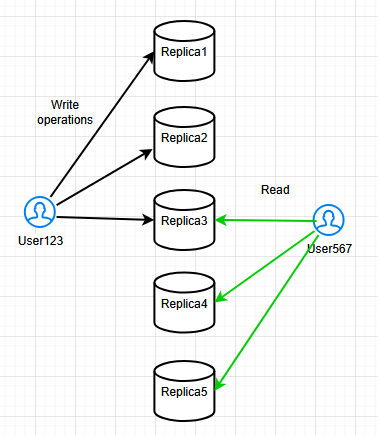 Replica1
Write
operations
Replica2
Read
User123
Replica3
User567
Replica4
Replica5